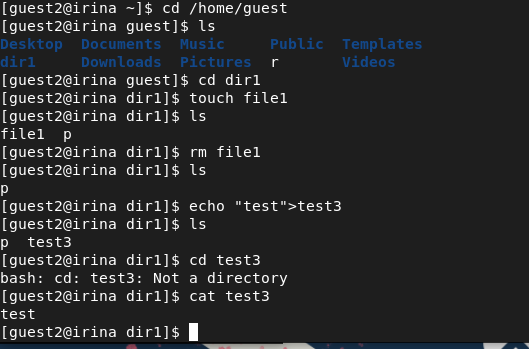 [guest2@irina ~]$ cd /home/guest
[guest2@irina guest]$ ls
Desktop  Documents  Music     Public  Templates
dir1     Downloads  Pictures  r       Videos
[guest2@irina guest]$ cd dir1
[guest2@irina dir1]$ touch file1
[guest2@irina dir1]$ ls
file1  p
[guest2@irina dir1]$ rm file1
[guest2@irina dir1]$ ls
p
[guest2@irina dir1]$ echo "test">test3
[guest2@irina dir1]$ ls
p  test3
[guest2@irina dir1]$ cd test3
bash: cd: test3: Not a directory
[guest2@irina dir1]$ cat test3
test
[guest2@irina dir1]$